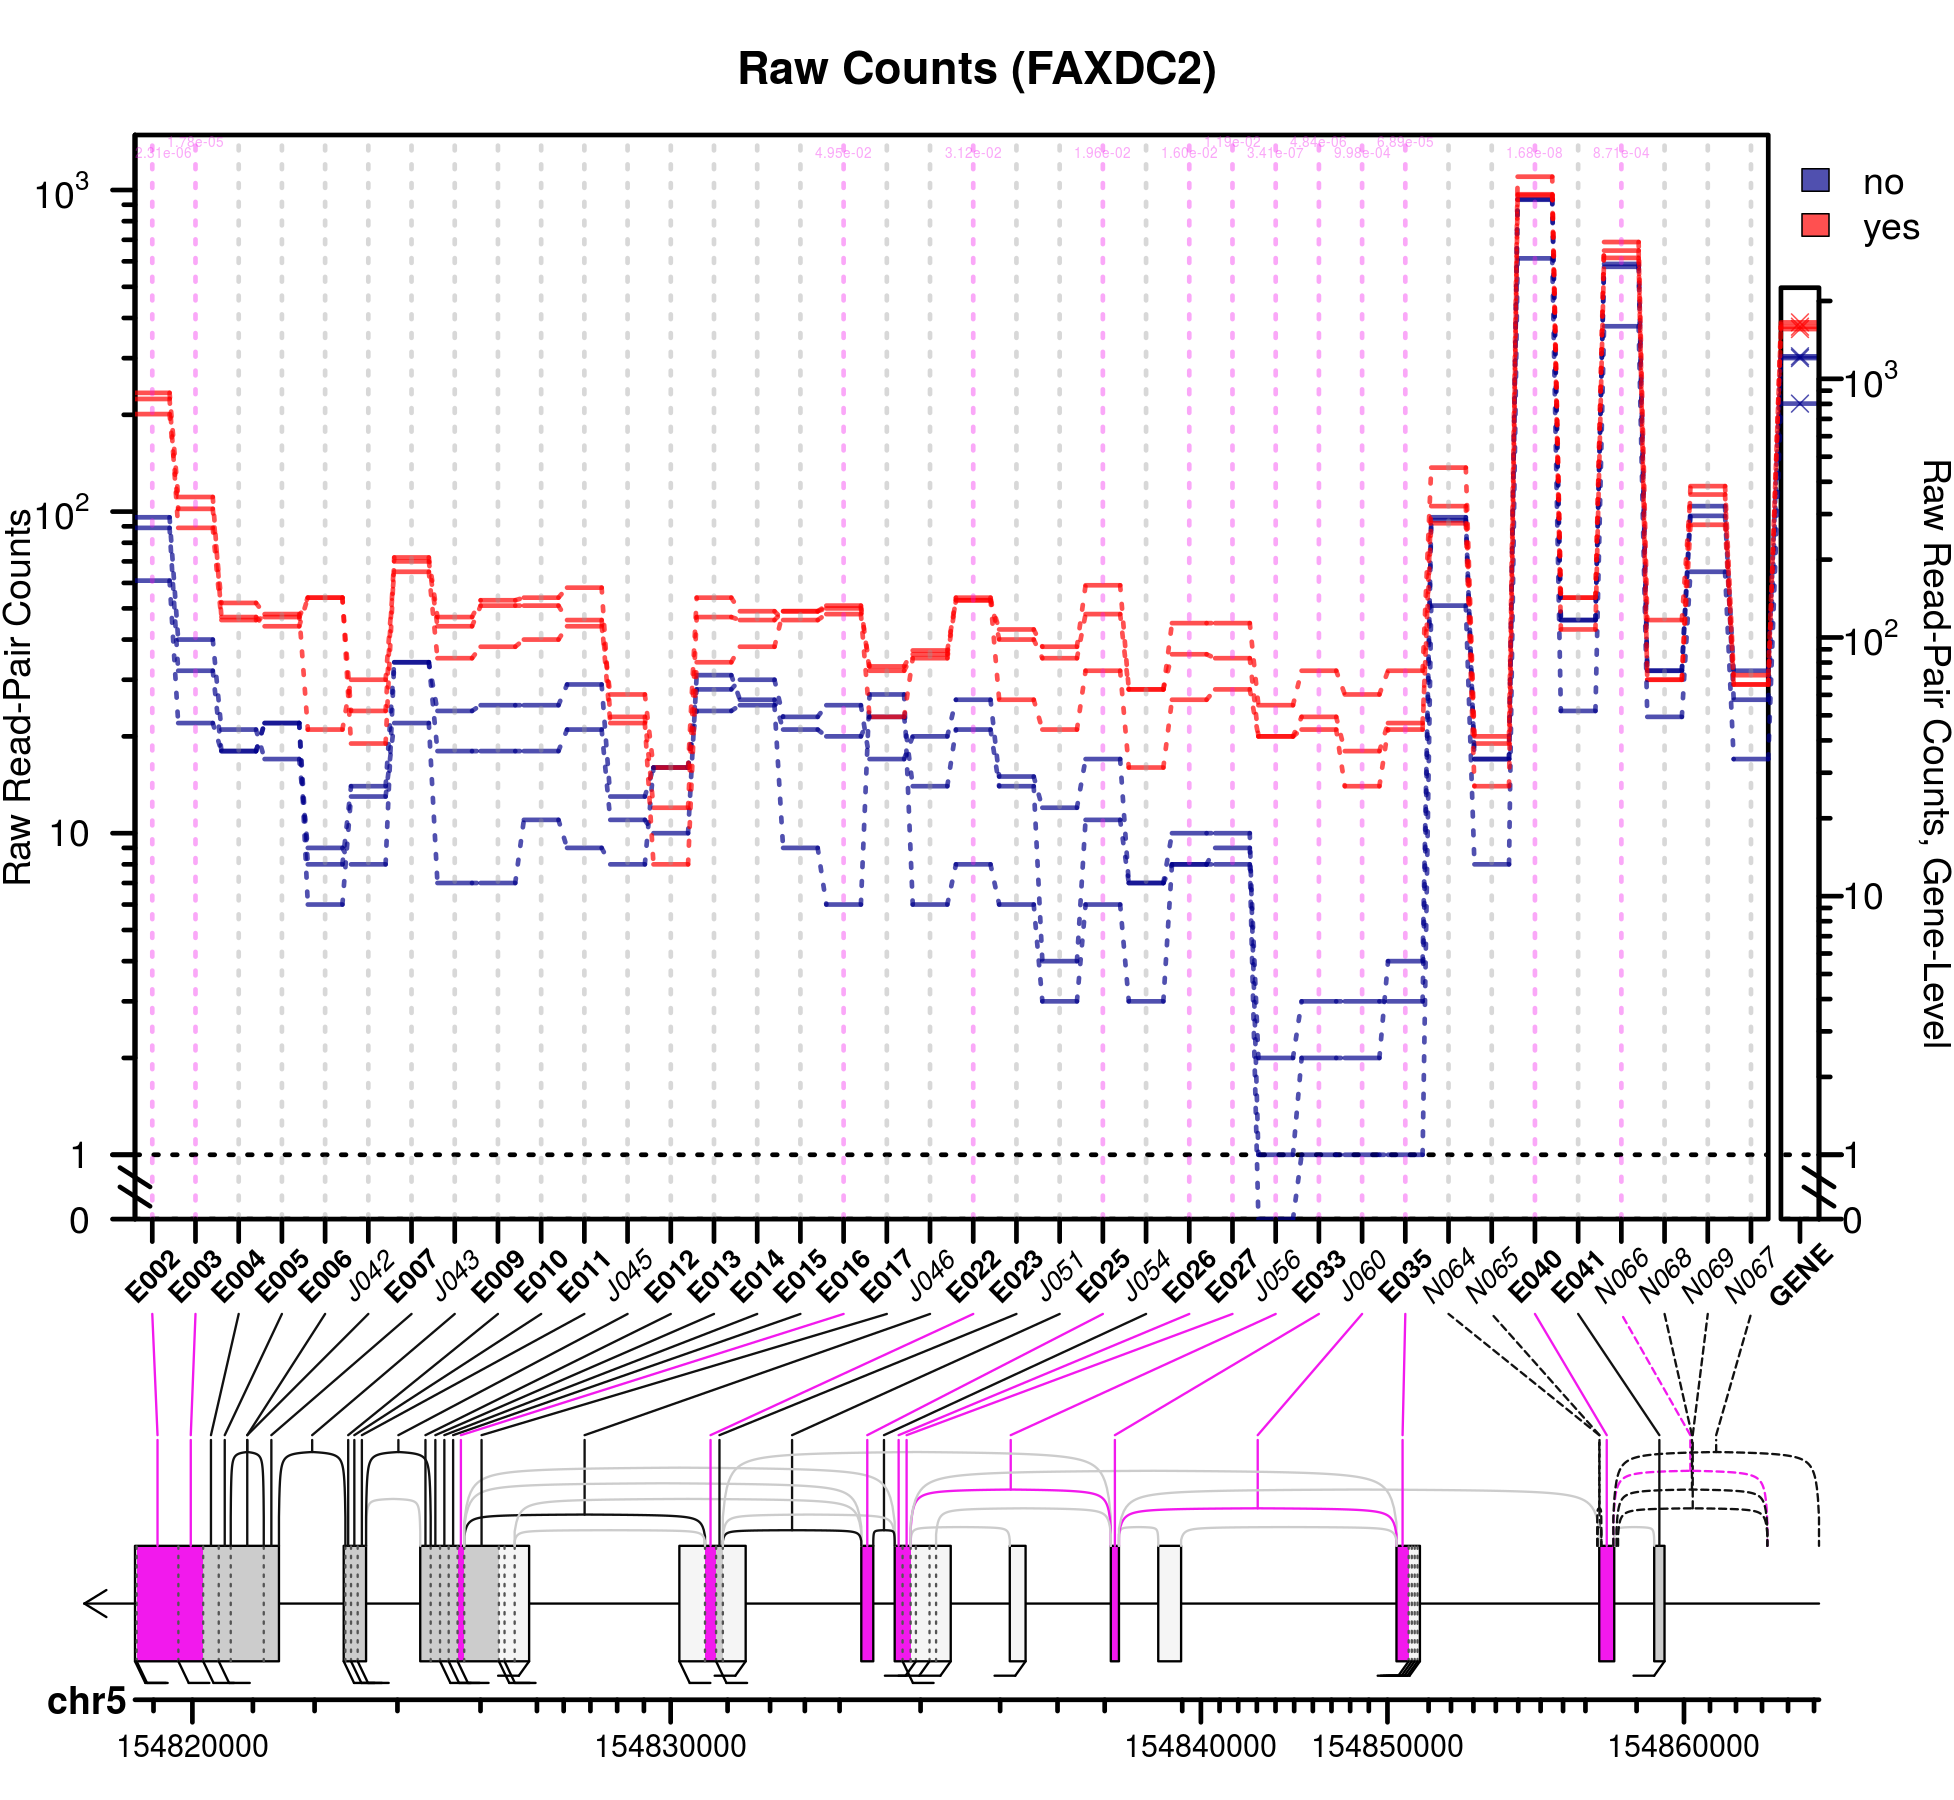 Raw Counts (FAXDC2)
2.31e-06
1.78e-05
4.95e-02
3.12e-02
1.96e-02
1.60e-02
1.19e-02
3.41e-07
4.84e-06
9.98e-04
6.89e-05
1.68e-08
8.71e-04
no
yes
Raw Read-Pair Counts
10³
10²
10
1
0
Raw Read-Pair Counts, Gene-Level
10³
10²
10
1
0
E002 E003 E004 E005 E006 J042 E007 J043 E009 E010 E011 J045 E012 E013 E014 E015 E016 E017 J046 E022 E023 J051 E025 J054 E026 E027 J056 E033 J060 E035 N064 N065 E040 E041 N066 N068 N069 N067 GENE
chr5
154820000 154830000 154840000 154850000 154860000